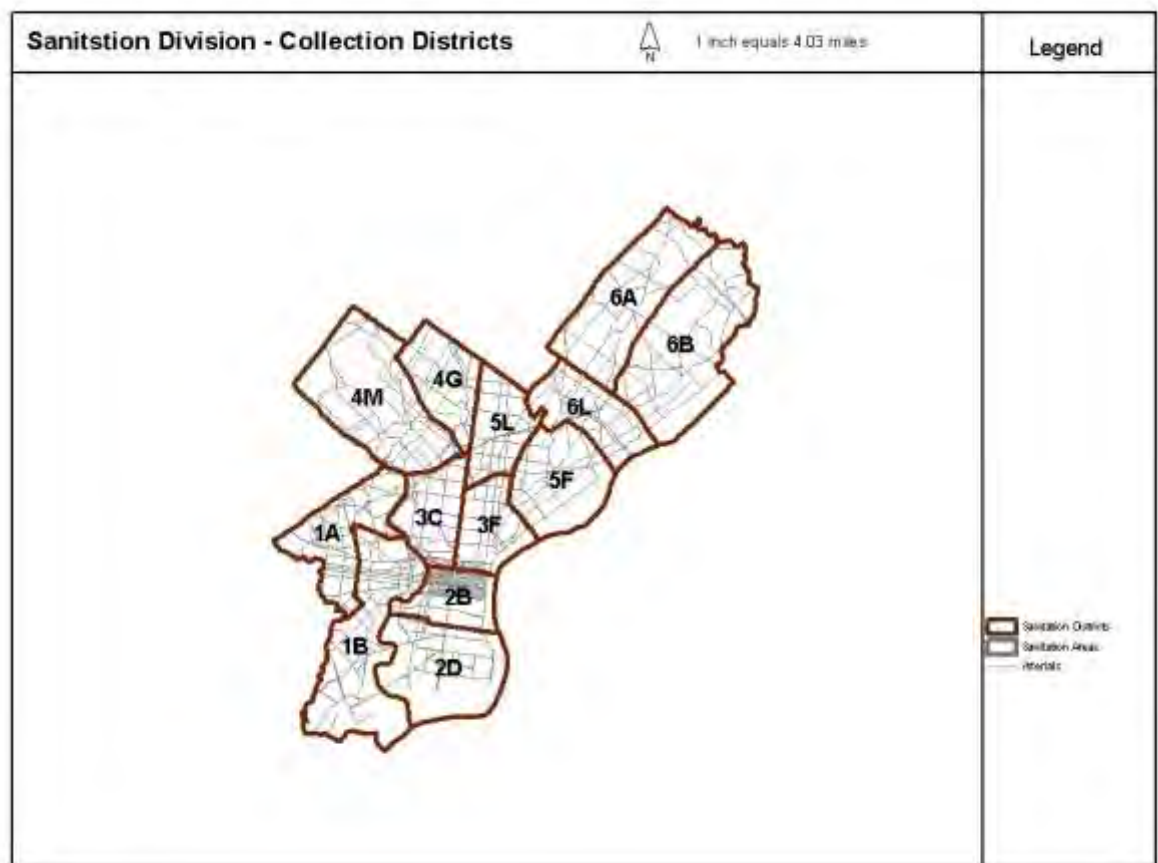 Sanitstion Division - Collection Districts
N
1 inch equals 4.03 miles
Legend
6A
6B
4G
4M
6L
5L
5F
3C
3F
1A
2B
1B
2D
Sanitation Districts
Sanitation Areas
Arterials